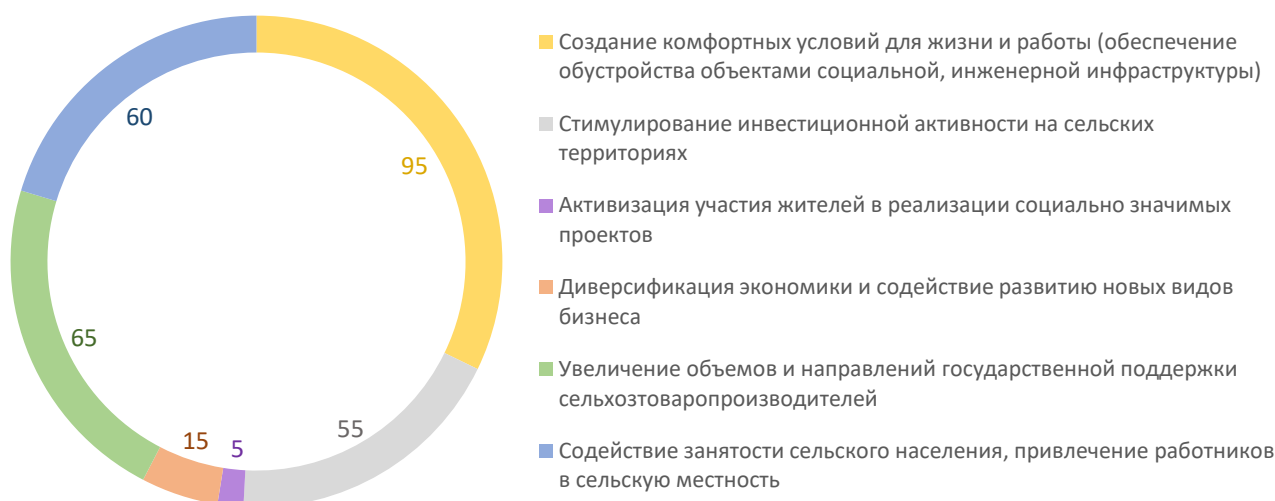 60
95
65
15
5
55
Создание комфортных условий для жизни и работы (обеспечение
обустройства объектами социальной, инженерной инфраструктуры)
Стимулирование инвестиционной активности на сельских
территориях
Активизация участия жителей в реализации социально значимых
проектов
Диверсификация экономики и содействие развитию новых видов
бизнеса
Увеличение объемов и направлений государственной поддержки
сельхозтоваропроизводителей
Содействие занятости сельского населения, привлечение работников
в сельскую местность